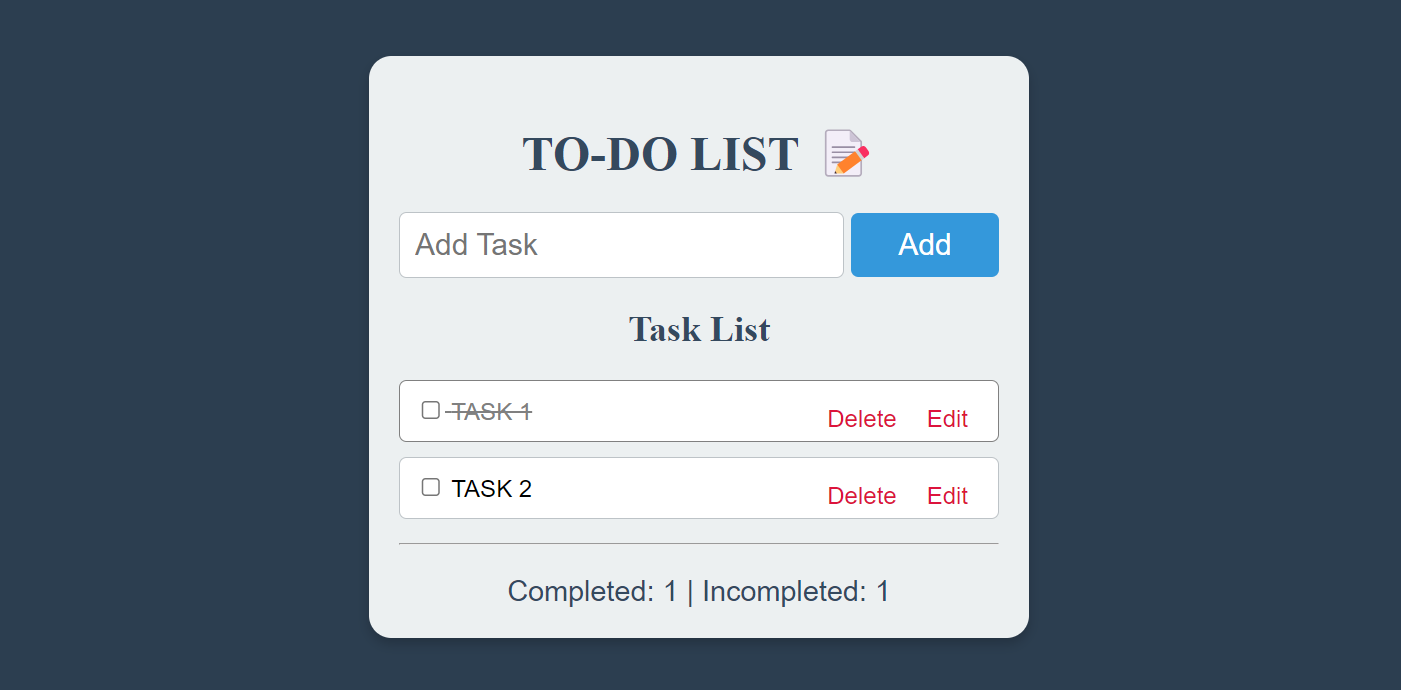 TO-DO LIST
Add Task Add
Task List
TASK 1 Delete Edit
TASK 2 Delete Edit
Completed: 1 | Incompleted: 1